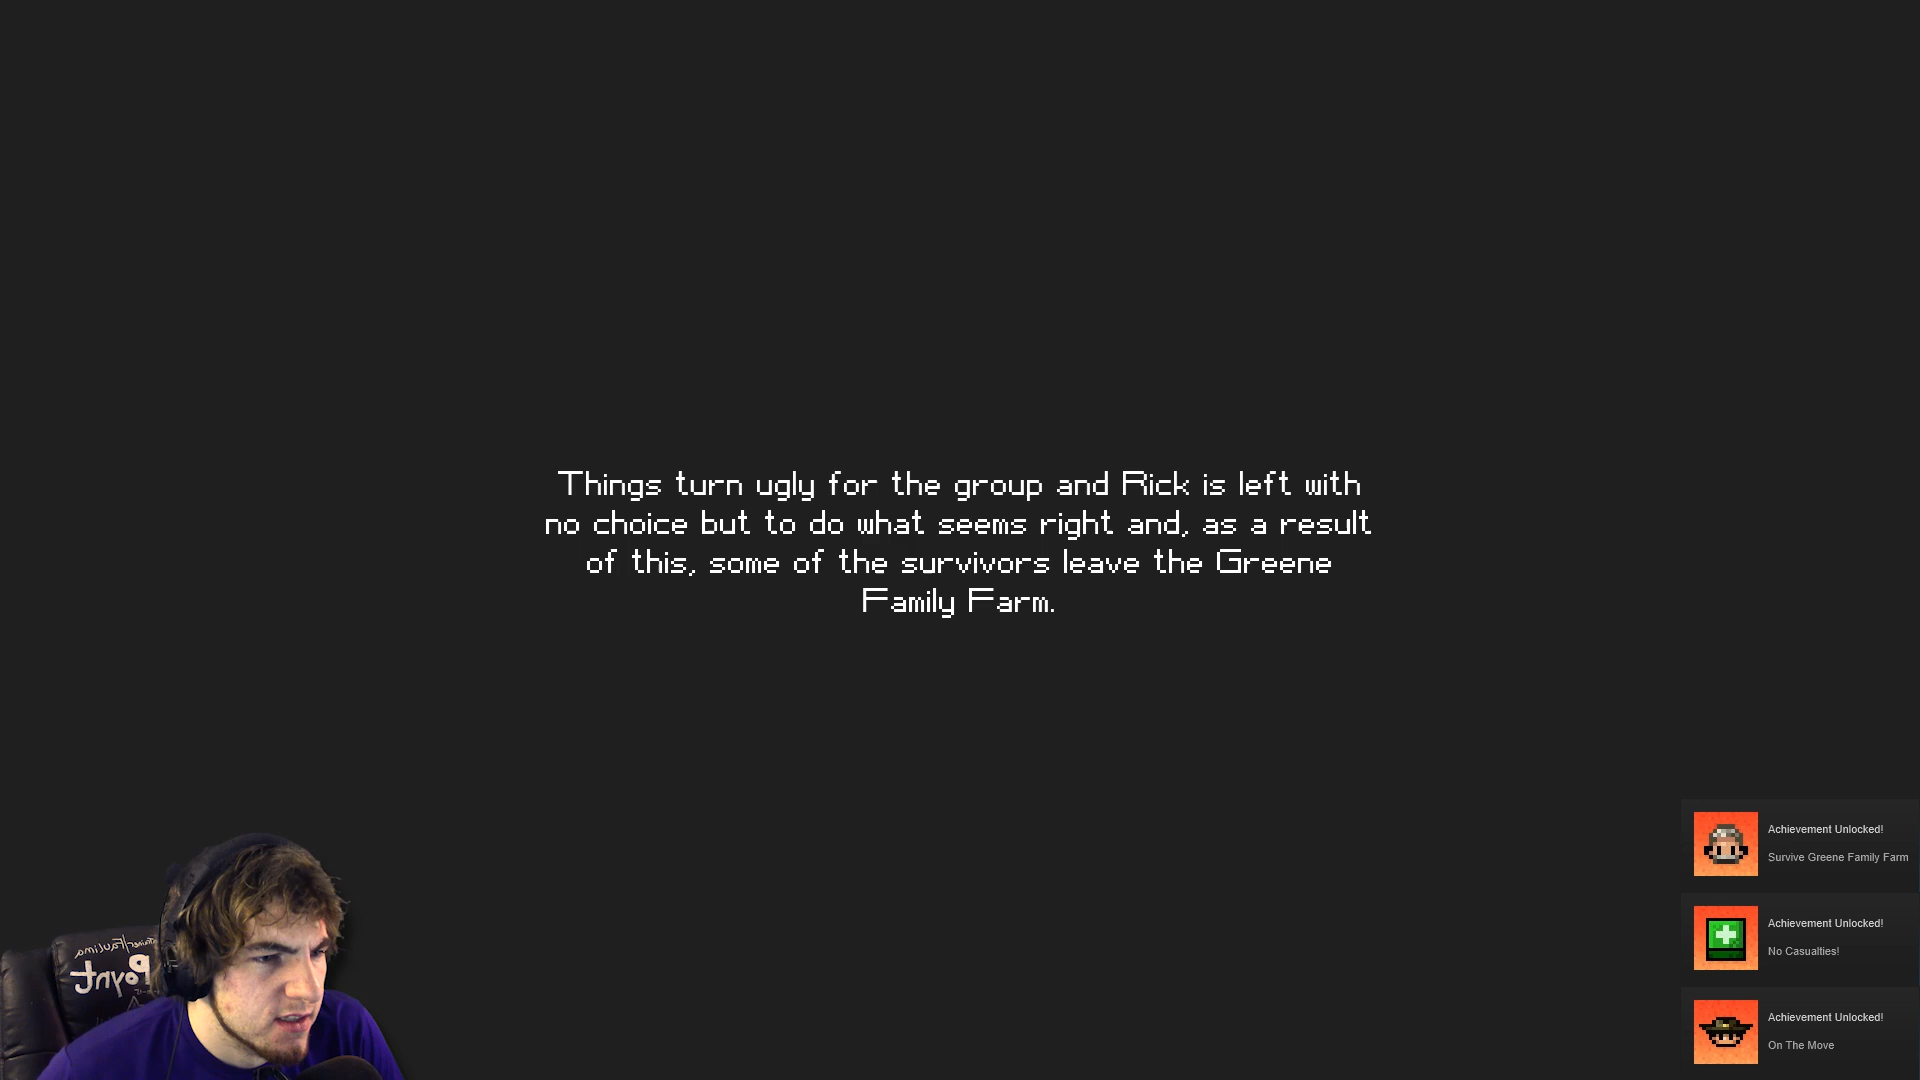 Things turn ugly for the group and Rick is left with
no choice but to do what seems right and, as a result
of this, some of the survivors leave the Greene
Family Farm.
Achievement Unlocked!
Survive Greene Family Farm
Achievement Unlocked!
No Casualties!
Achievement Unlocked!
On The Move
Poynt